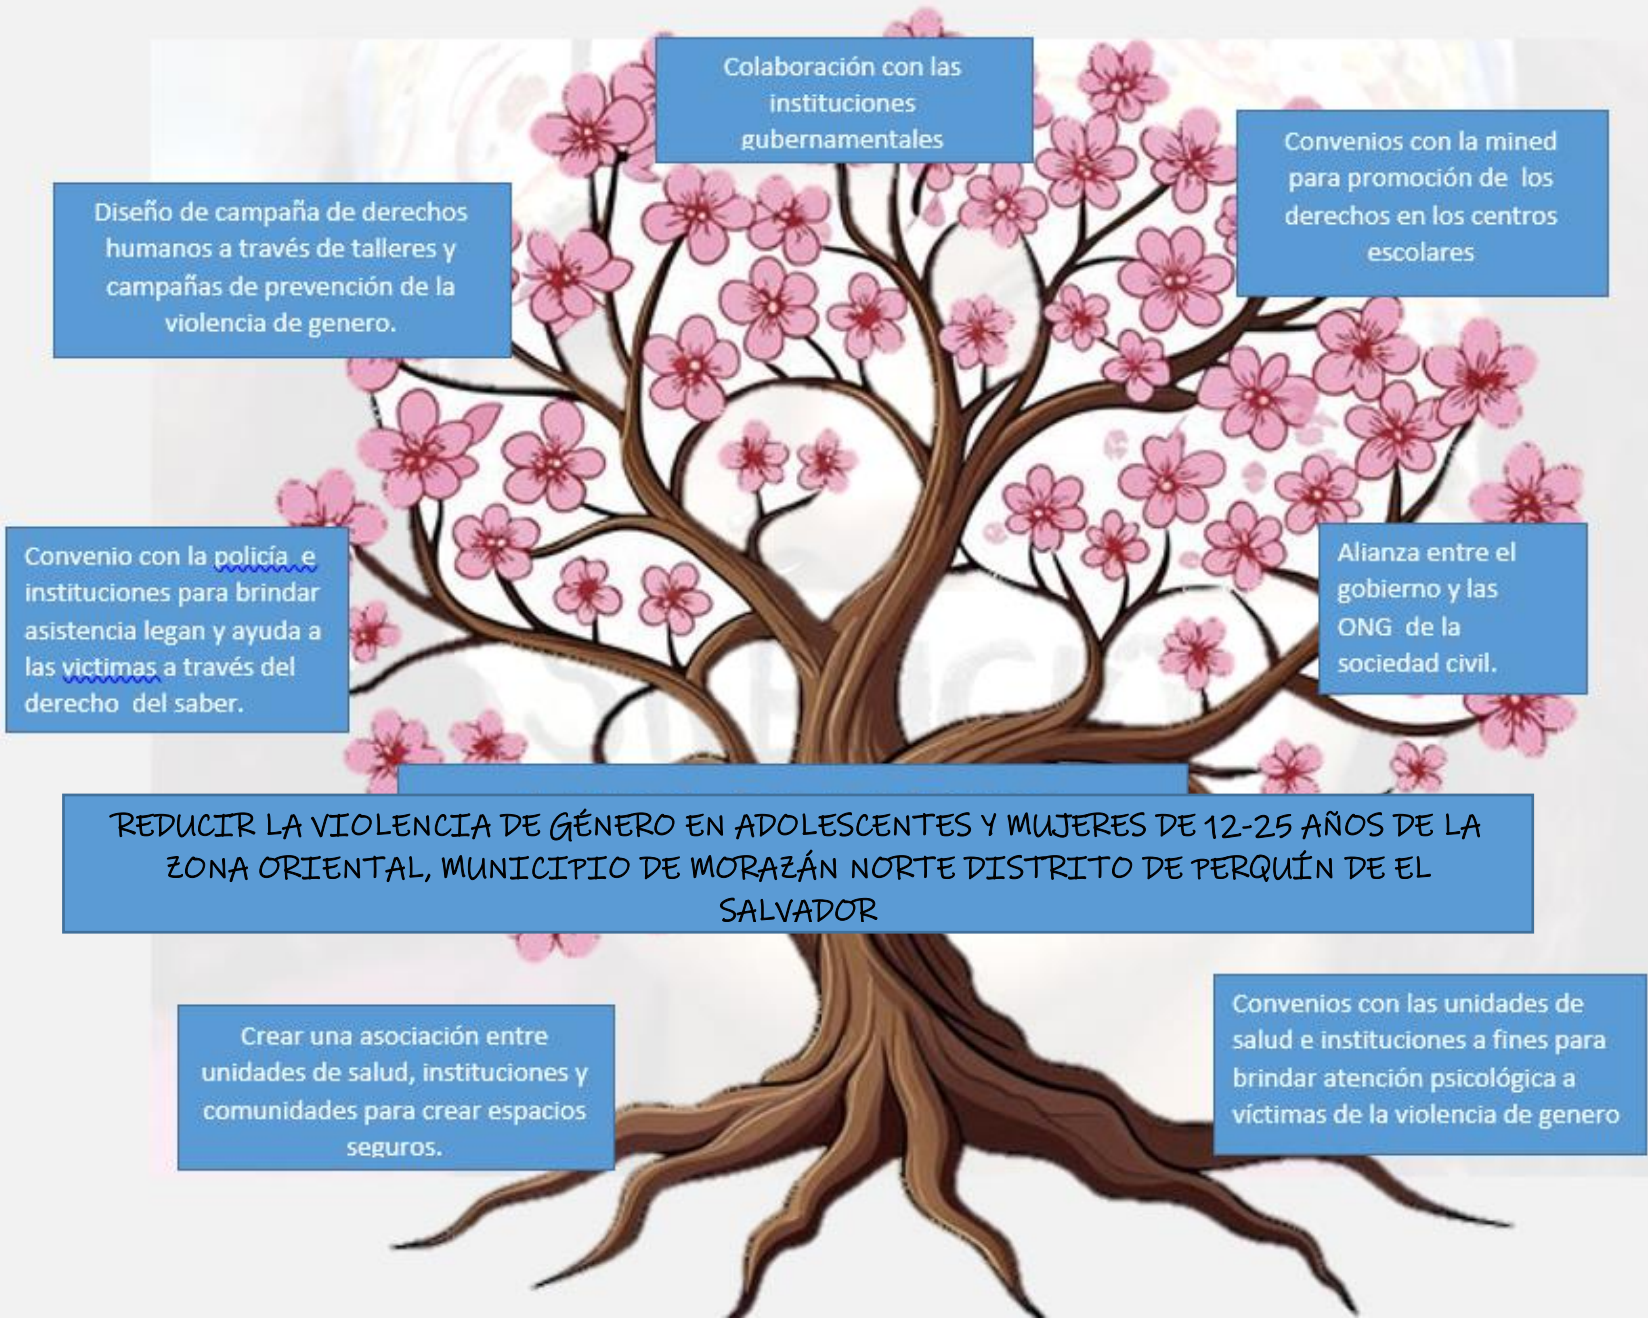 Colaboración con las
instituciones
gubernamentales
Convenios con la mined
para promoción de los
derechos en los centros
escolares
Diseño de campaña de derechos
humanos a través de talleres y
campañas de prevención de la
violencia de genero.
Convenio con la policía e
instituciones para brindar
asistencia legan y ayuda a
las victimas a través del
derecho del saber.
Alianza entre el
gobierno y las
ONG de la
sociedad civil.
REDUCIR LA VIOLENCIA DE GÉNERO EN ADOLESCENTES Y MUJERES DE 12-25 AÑOS DE LA
ZONA ORIENTAL, MUNICIPIO DE MORAZÁN NORTE DISTRITO DE PERQUÍN DE EL
SALVADOR
Crear una asociación entre
unidades de salud, instituciones y
comunidades para crear espacios
seguros.
Convenios con las unidades de
salud e instituciones a fines para
brindar atención psicológica a
víctimas de la violencia de genero